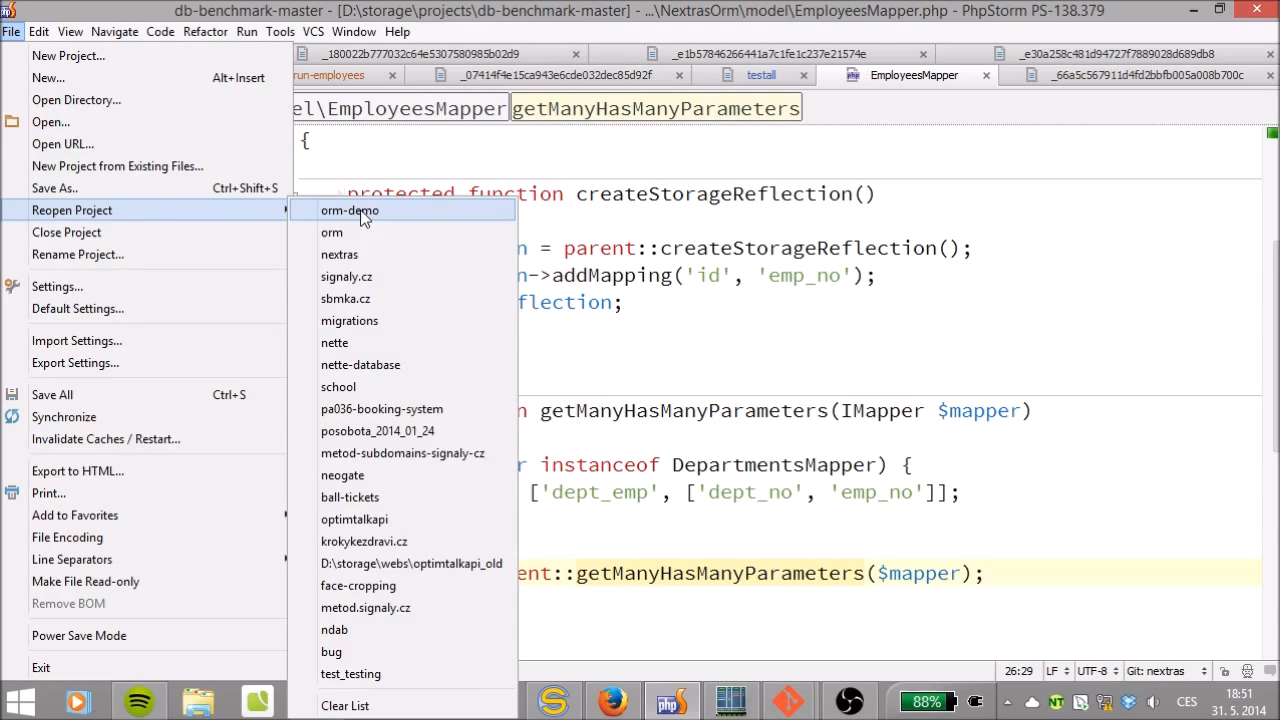 db-benchmark-master - [D:\storage\projects\db-benchmark-master] - ...\NextrasOrm\model\EmployeesMapper.php - PhpStorm PS-138.379
File Edit View Navigate Code Refactor Run Tools VCS Window Help
_180022b777032c64e5307580985b02d9 _e1b57846266441a7c1fe1c237e21574e _e30a258c481d934f7889028d689db8
run-employees _07414f4e15ca943e6cde032dec85d92f testall EmployeesMapper _66a5c567911d4fd2bbfb005a008b700c
el\EmployeesMapper getManyHasManyParameters
New Project...
New... Alt+Insert
Open Directory...
Open...
Open URL...
New Project from Existing Files...
Save As.. Ctrl+Shift+S
Reopen Project
Close Project
Rename Project...
Settings...
Default Settings...
Import Settings...
Export Settings...
Save All Ctrl+S
Synchronize
Invalidate Caches / Restart...
Export to HTML...
Print...
Add to Favorites
File Encoding
Line Separators
Make File Read-only
Remove BOM
Power Save Mode
Exit
orm-demo
orm
nextras
signaly.cz
sbmka.cz
migrations
nette
nette-database
school
pa036-booking-system
posobota_2014_01_24
metod-subdomains-signaly-cz
neogate
ball-tickets
optimtalkapi
krokykezdravi.cz
D:\storage\webs\optimtalkapi_old
face-cropping
metod.signaly.cz
ndab
bug
test_testing
Clear List
{
protected function createStorageReflection()
n = parent::createStorageReflection();
n->addMapping('id', 'emp_no');
flection;
n getManyHasManyParameters(IMapper $mapper)
r instanceof DepartmentsMapper) {
['dept_emp', ['dept_no', 'emp_no']];
ent::getManyHasManyParameters($mapper);
26:29 LF UTF-8 Git: nextras
88% CES 18:51
31. 5. 2014